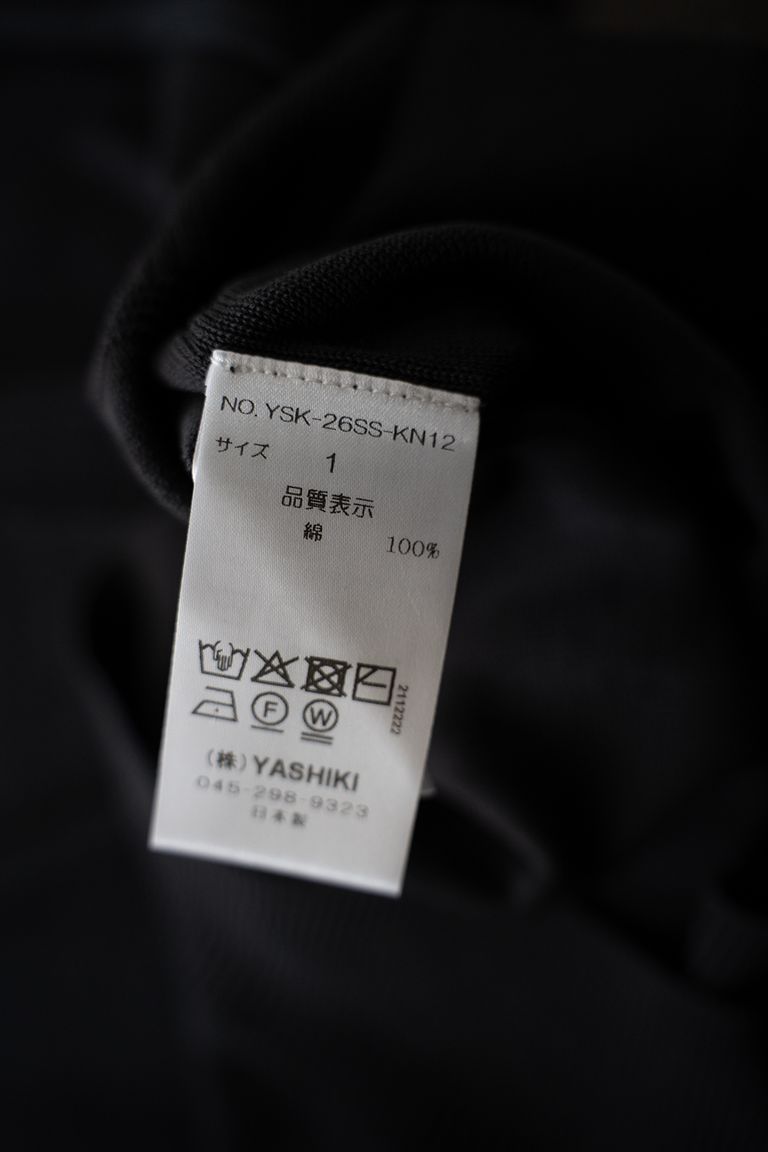 NO. YSK-26SS-KN12
サイズ 1
品質表示
綿 100%
2112222
F W
(株) YASHIKI
045-298-9323
日本製